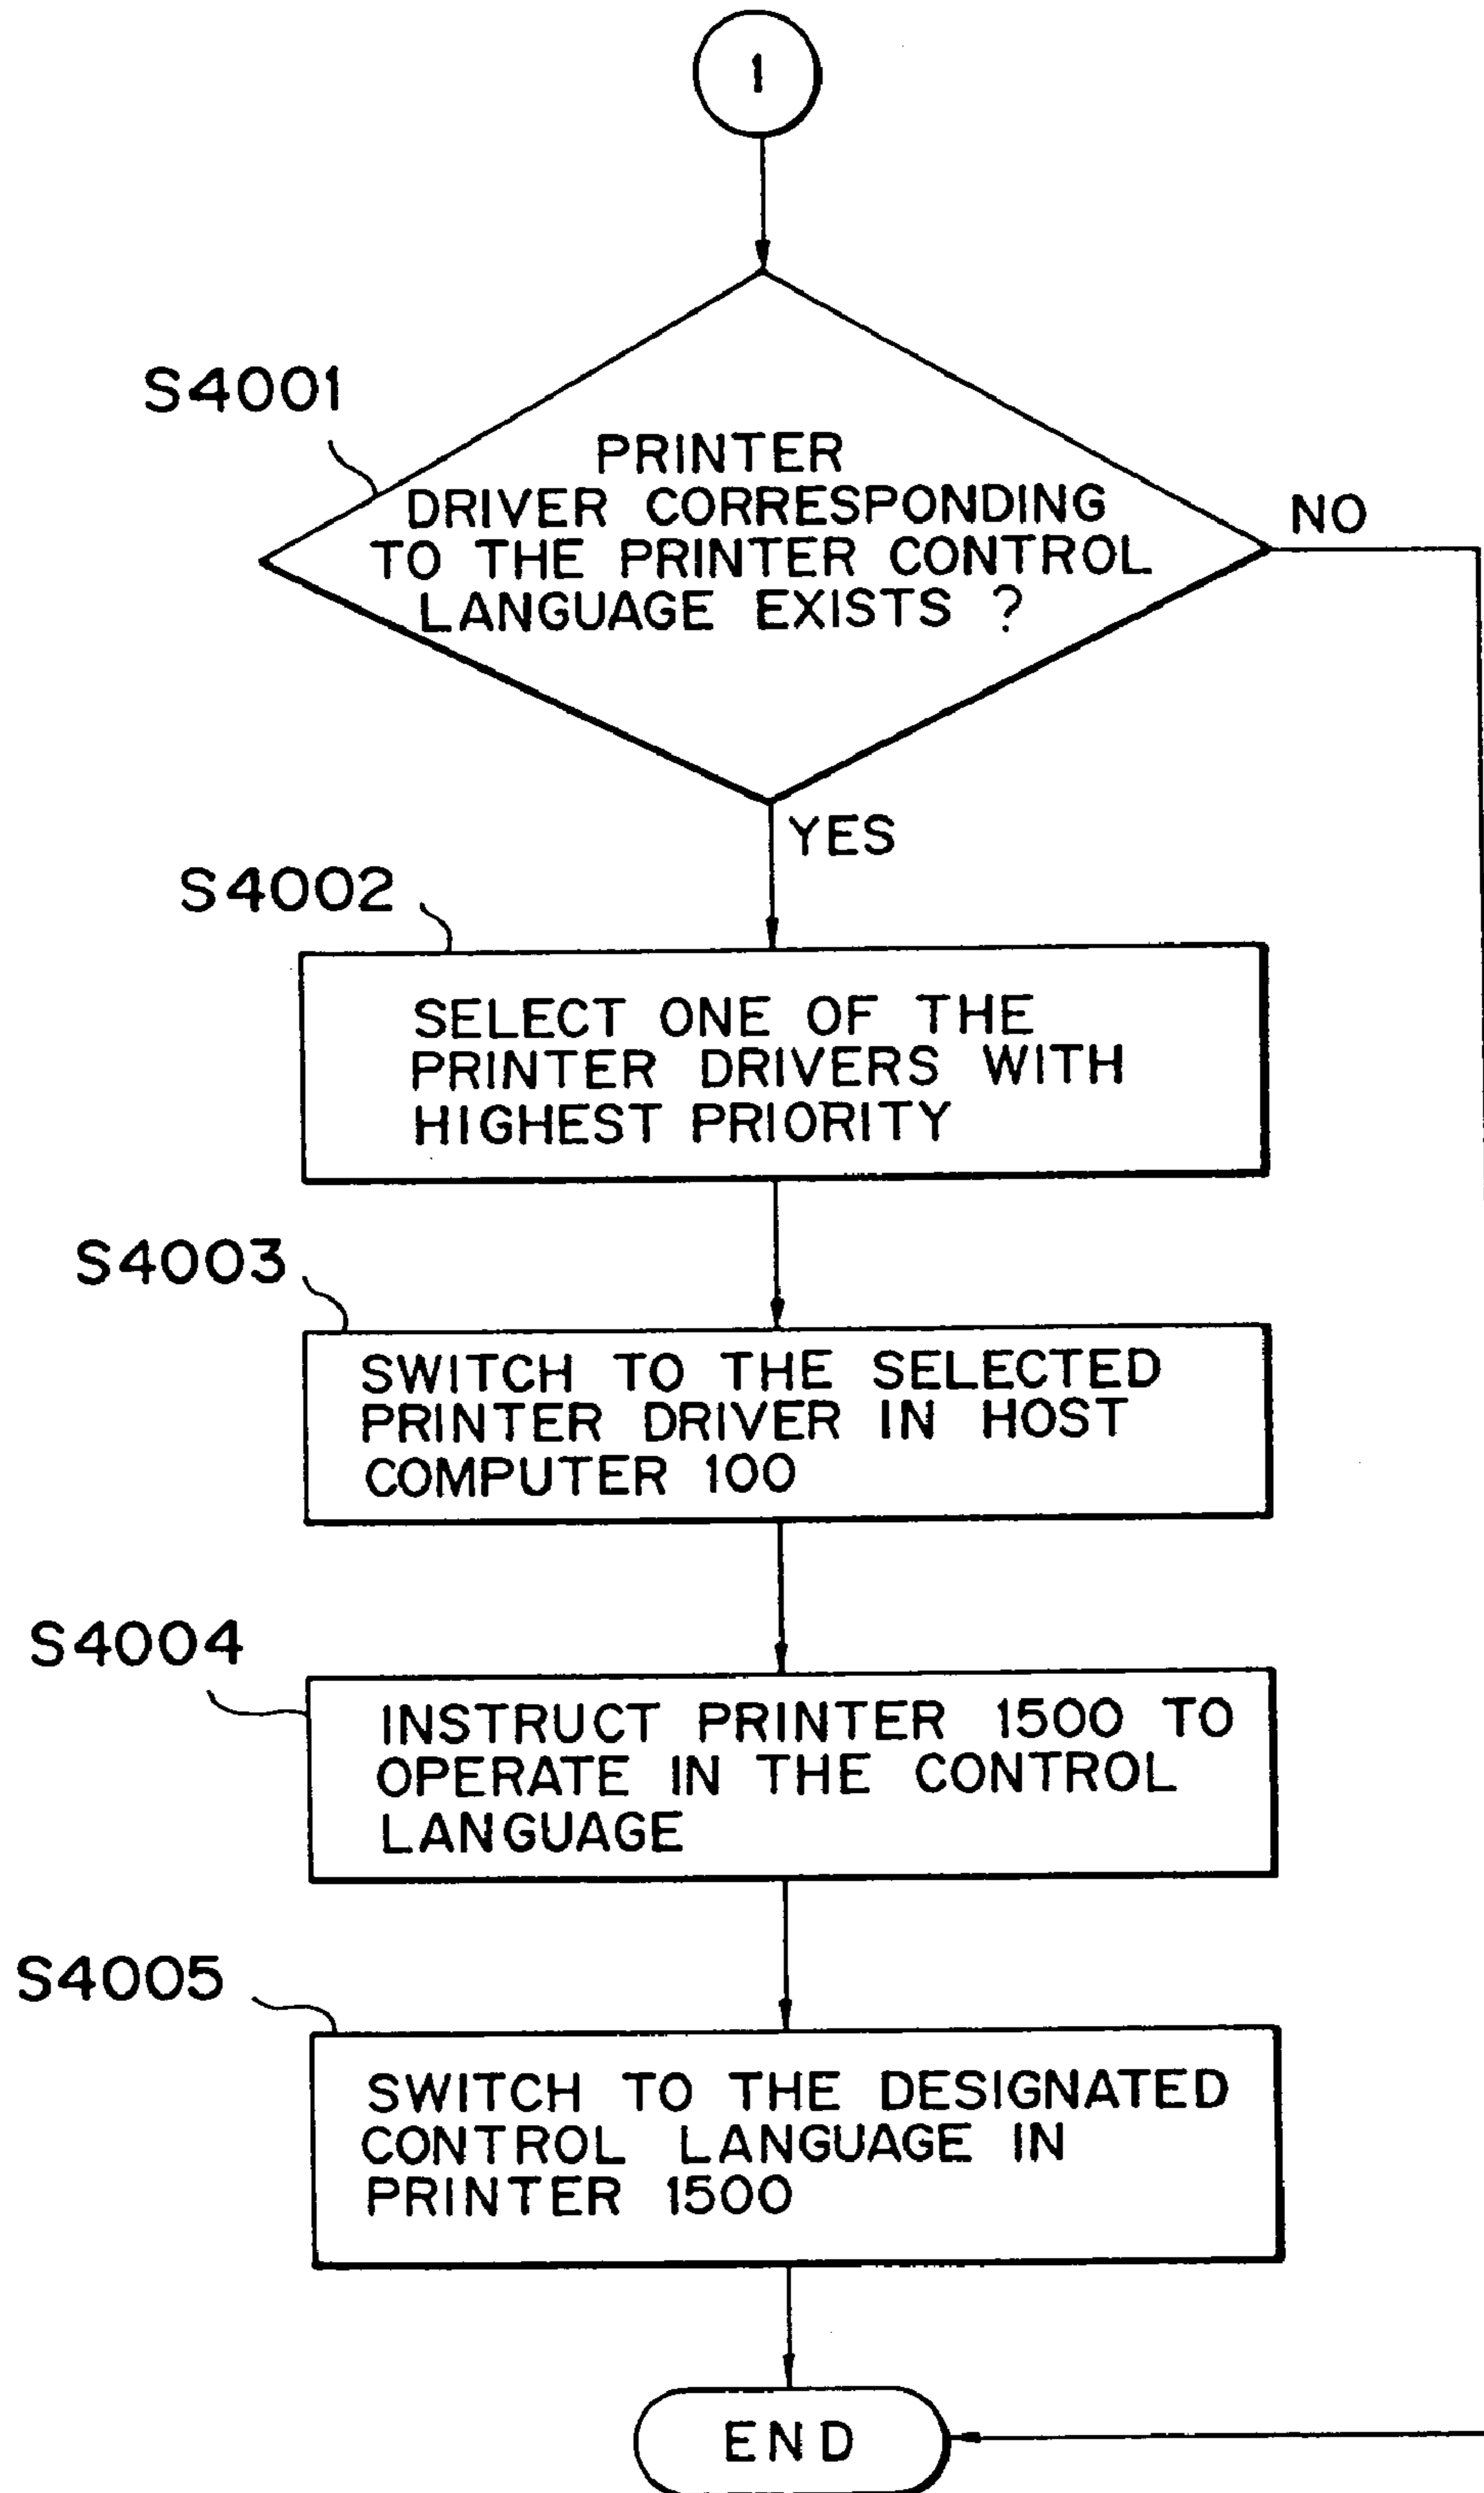 1
S4001
PRINTER
DRIVER CORRESPONDING
TO THE PRINTER CONTROL
LANGUAGE EXISTS ?
NO
YES
S4002
SELECT ONE OF THE
PRINTER DRIVERS WITH
HIGHEST PRIORITY
S4003
SWITCH TO THE SELECTED
PRINTER DRIVER IN HOST
COMPUTER 100
S4004
INSTRUCT PRINTER 1500 TO
OPERATE IN THE CONTROL
LANGUAGE
S4005
SWITCH TO THE DESIGNATED
CONTROL LANGUAGE IN
PRINTER 1500
END